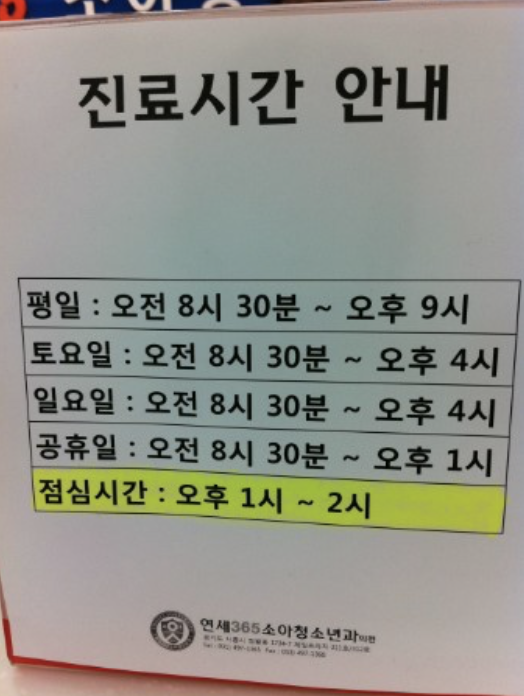 진료시간 안내
평일 : 오전 8시 30분 ~ 오후 9시
토요일 : 오전 8시 30분 ~ 오후 4시
일요일 : 오전 8시 30분 ~ 오후 4시
공휴일 : 오전 8시 30분 ~ 오후 1시
점심시간 : 오후 1시 ~ 2시
연세365소아청소년과의원